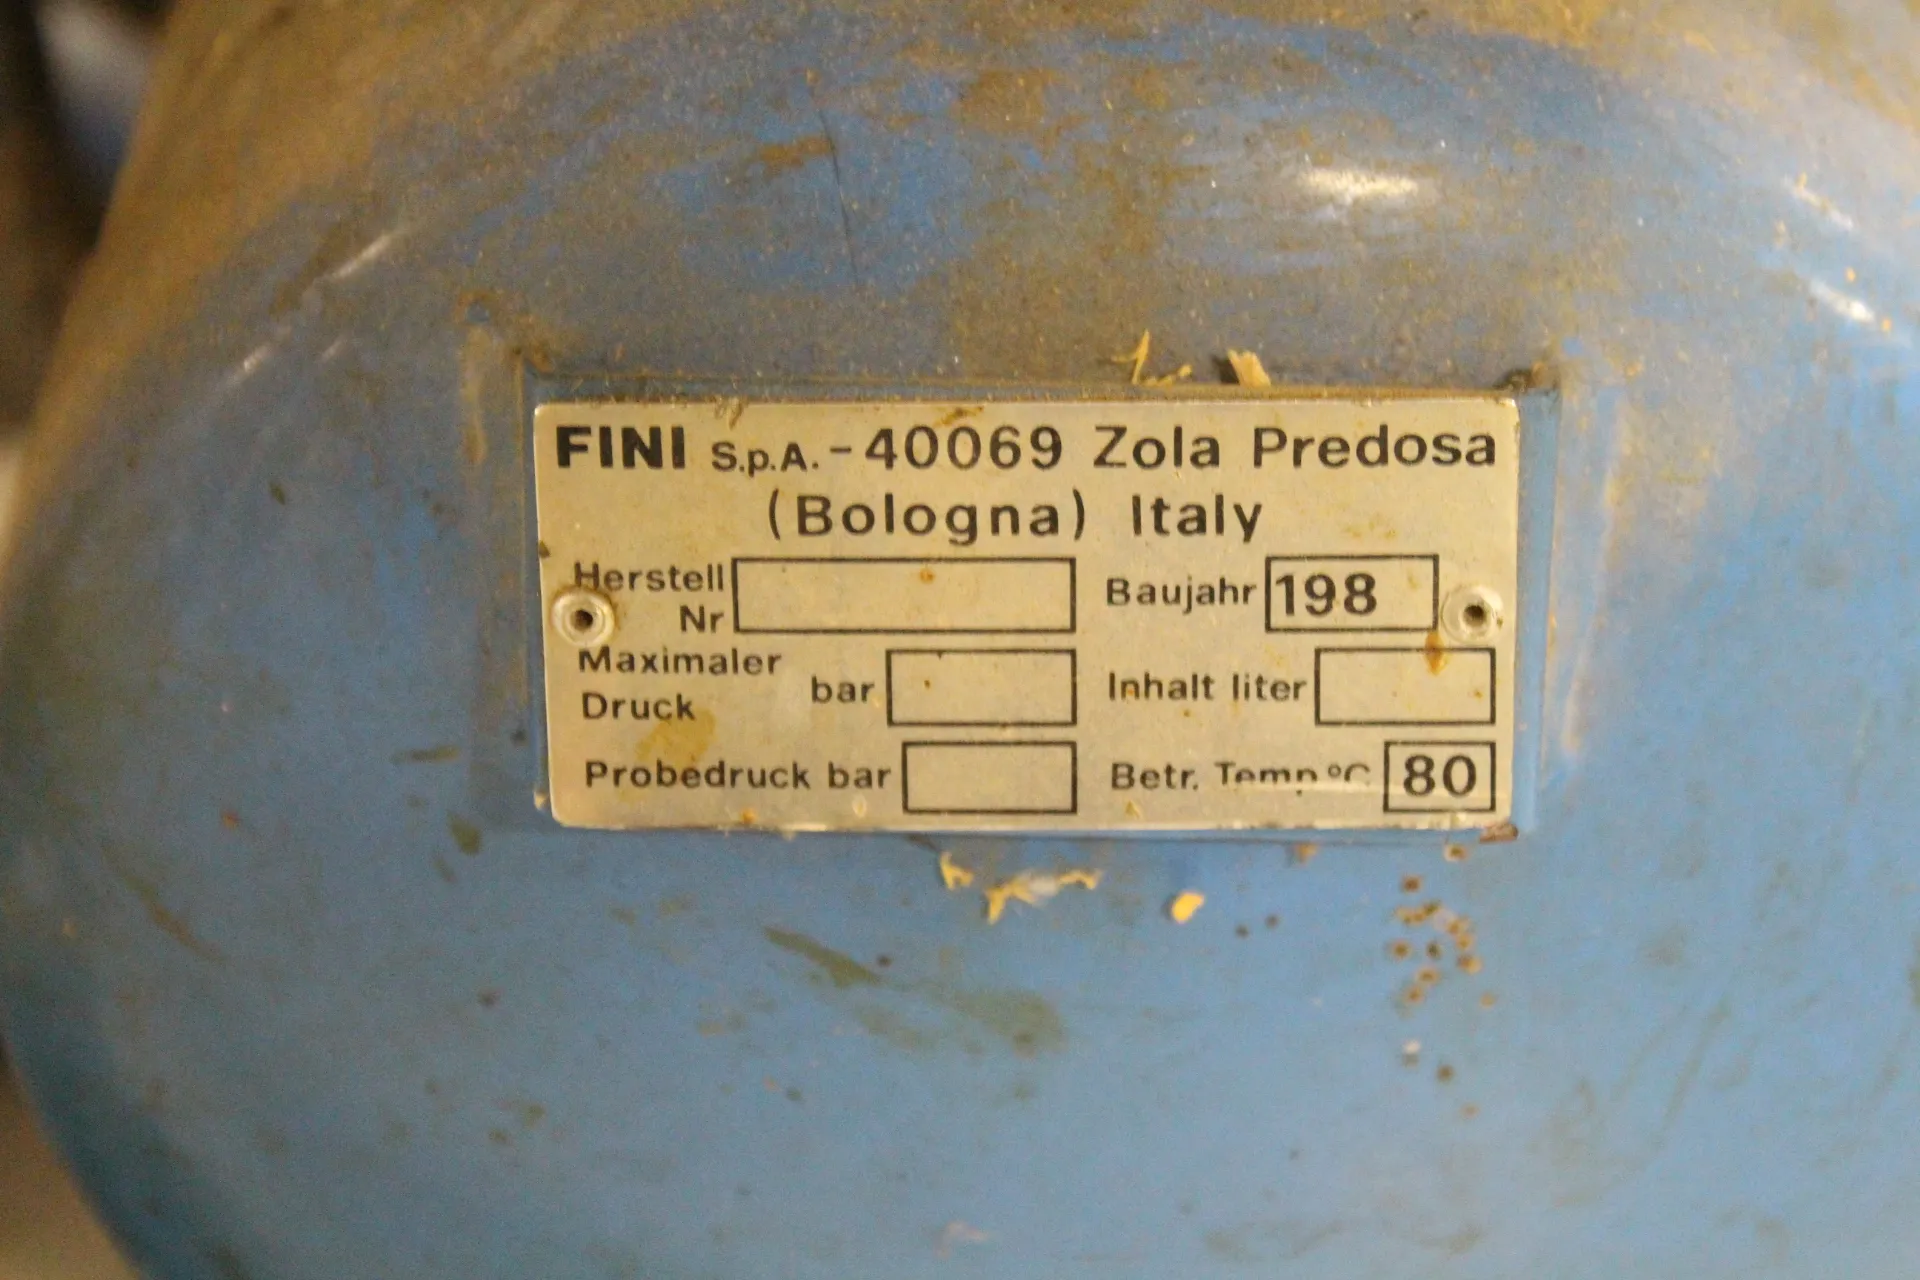 FINI S.p.A. - 40069 Zola Predosa
(Bologna) Italy
Herstell Nr
Baujahr 198
Maximaler Druck bar
Inhalt liter
Probedruck bar
Betr. Temp °C 80